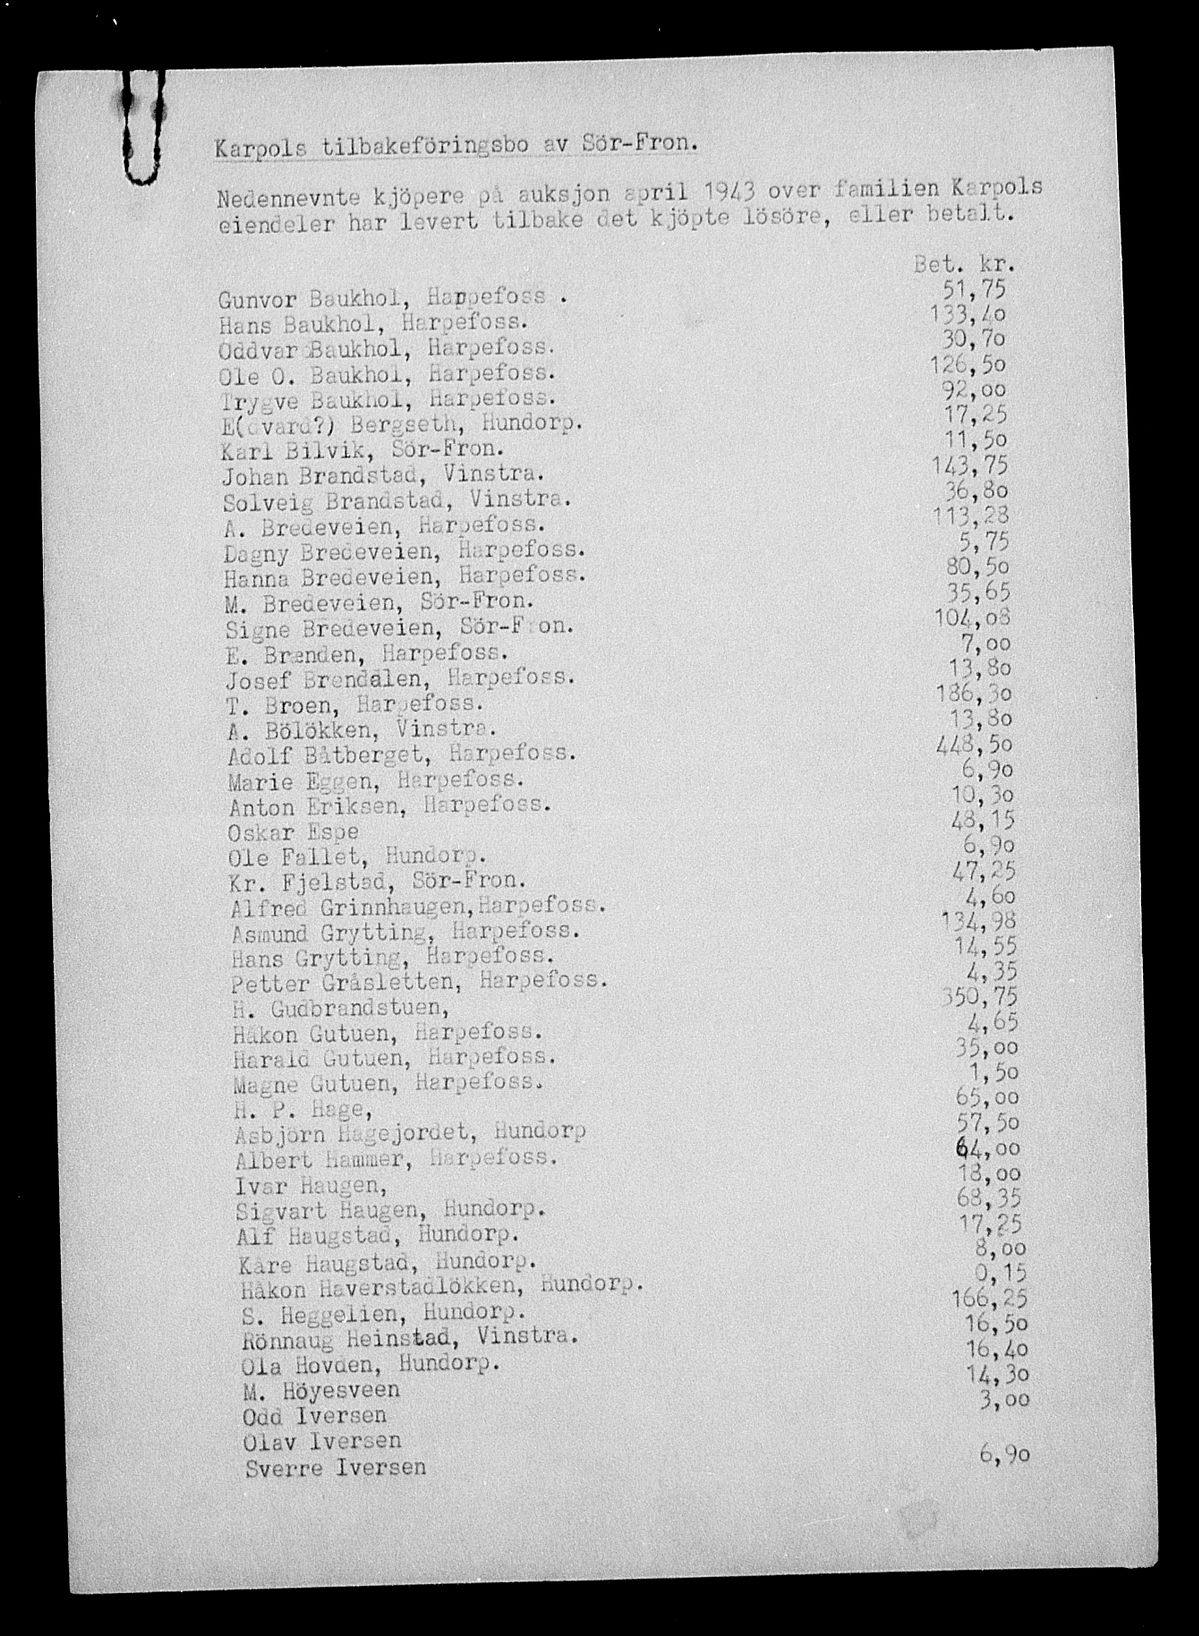 Karpols tilbakeföringsbo av Sör-Fron.
Nedennevnte kjöpere på auksjon april 1943 over familien Karpols
eiendeler har levert tilbake det kjöpte lösöre, eller betalt.
Bet. kr.
Gunvor Baukhol, Harpefoss . 51,75
Hans Baukhol, Harpefoss. 133,40
Oddvar Baukhol, Harpefoss. 30,70
Ole O. Baukhol, Harpefoss. 126,50
Trygve Baukhol, Harpefoss. 92,00
E(dvard?) Bergseth, Hundorp. 17,25
Karl Bilvik, Sör-Fron. 11,50
Johan Brandstad, Vinstra. 143,75
Solveig Brandstad, Vinstra. 36,80
A. Bredeveien, Harpefoss. 113,28
Dagny Bredeveien, Harpefoss. 5,75
Hanna Bredeveien, Harpefoss. 80,50
M. Bredeveien, Sör-Fron. 35,65
Signe Bredeveien, Sör-Fron. 104,08
E. Brænden, Harpefoss. 7,00
Josef Brendålen, Harpefoss. 13,80
T. Broen, Harpefoss. 186,30
A. Bölökken, Vinstra. 13,80
Adolf Båtberget, Harpefoss. 448,50
Marie Eggen, Harpefoss. 6,90
Anton Eriksen, Harpefoss. 10,30
Oskar Espe 48,15
Ole Fallet, Hundorp. 6,90
Kr. Fjelstad, Sör-Fron. 47,25
Alfred Grinnhaugen,Harpefoss. 4,60
Asmund Grytting, Harpefoss. 134,98
Hans Grytting, Harpefoss. 14,55
Petter Gråsletten, Harpefoss. 4,35
H. Gudbrandstuen, 350,75
Håkon Gutuen, Harpefoss. 4,65
Harald Gutuen, Harpefoss. 35,00
Magne Gutuen, Harpefoss. 1,50
H. P. Hage, 65,00
Asbjörn Hagejordet, Hundorp 57,50
Albert Hammer, Harpefoss. 64,00
Ivar Haugen, 18,00
Sigvart Haugen, Hundorp. 68,35
Alf Haugstad, Hundorp. 17,25
Kåre Haugstad, Hundorp. 8,00
Håkon Haverstadlökken, Hundorp. 0,15
S. Heggelien, Hundorp. 166,25
Rönnaug Heinstad, Vinstra. 16,50
Ola Hovden, Hundorp. 16,40
M. Höyesveen 14,30
Odd Iversen 3,00
Olav Iversen
Sverre Iversen 6,90